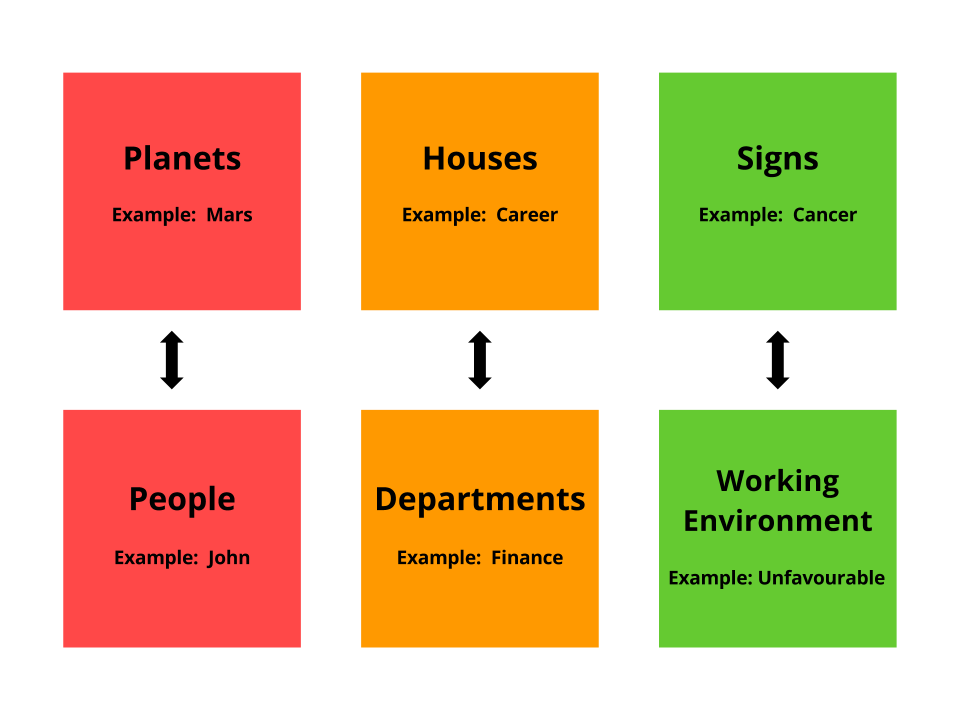 Planets
Example:  Mars
Houses
Example:  Career
Signs
Example:  Cancer
People
Example:  John
Departments
Example:  Finance
Working
Environment
Example: Unfavourable